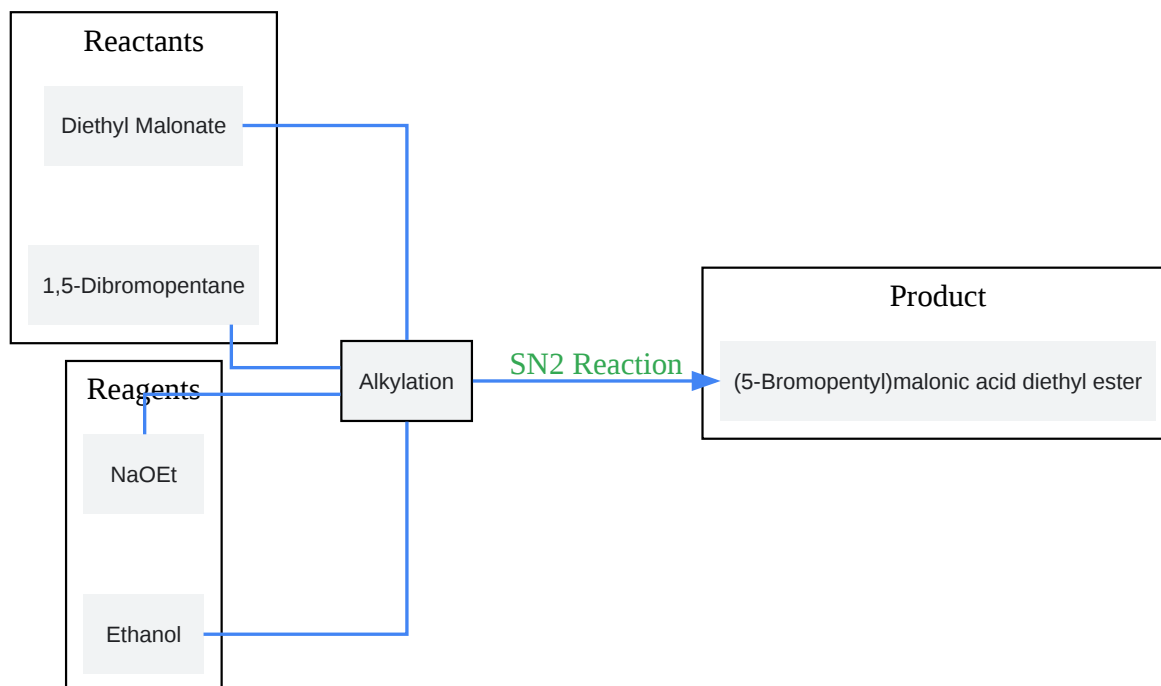 Reactants
Diethyl Malonate
1,5-Dibromopentane
Reagents
NaOEt
Ethanol
Alkylation
SN2 Reaction
Product
(5-Bromopentyl)malonic acid diethyl ester